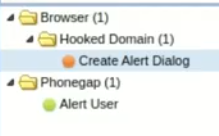 Browser (1)
Hooked Domain (1)
Create Alert Dialog
Phonegap (1)
Alert User